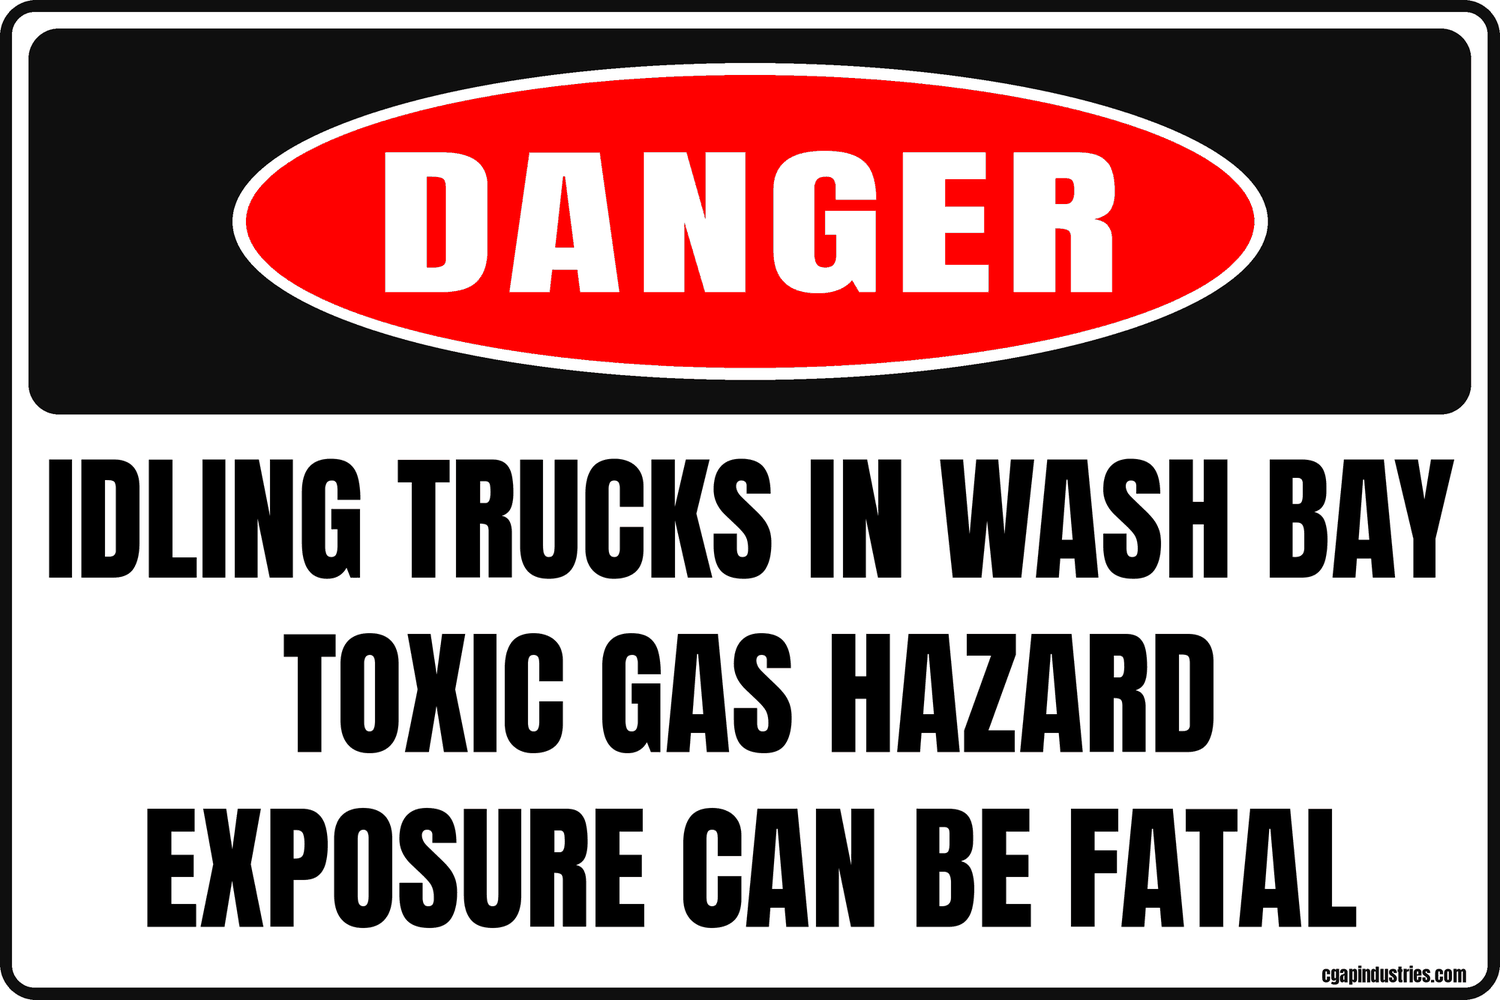 DANGER
IDLING TRUCKS IN WASH BAY
TOXIC GAS HAZARD
EXPOSURE CAN BE FATAL
cgapindustries.com